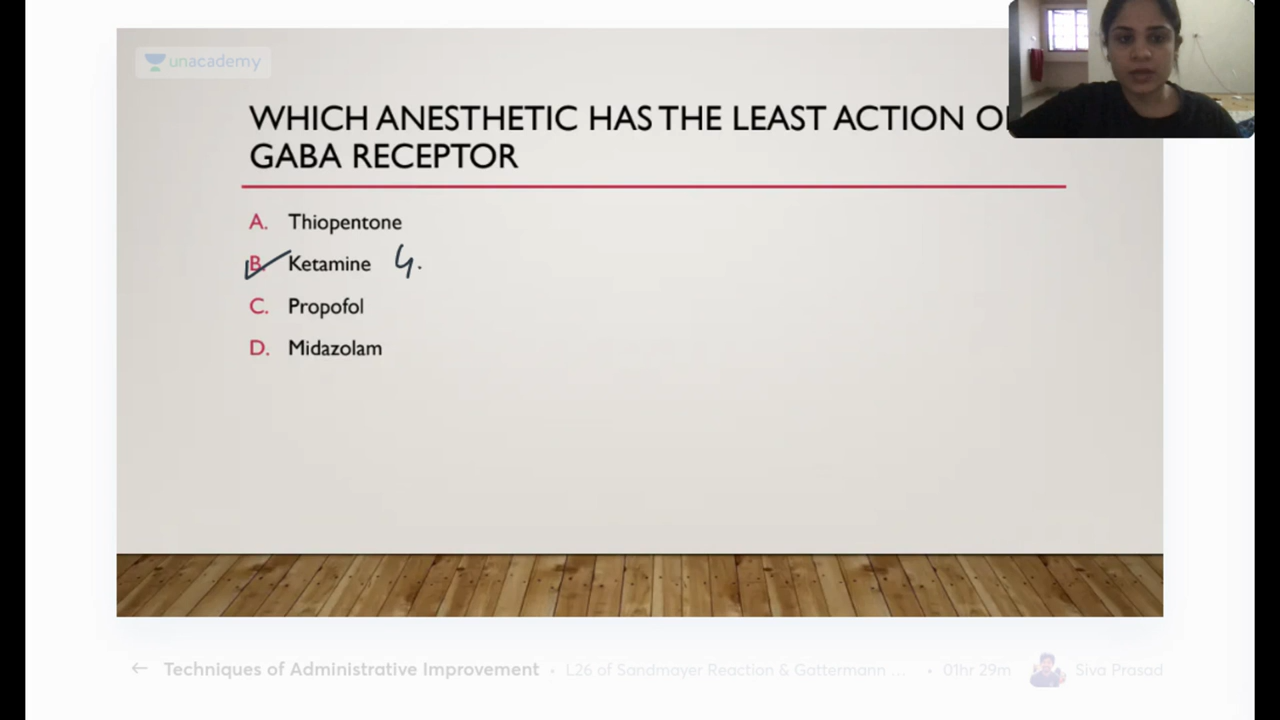 unacademy
WHICH ANESTHETIC HAS THE LEAST ACTION
GABA RECEPTOR
A. Thiopentone
B. Ketamine
C. Propofol
D. Midazolam
← Techniques of Administrative Improvement • L26 of Sandmayer Reaction & Gattermann ... • 01hr 29m Siva Prasad